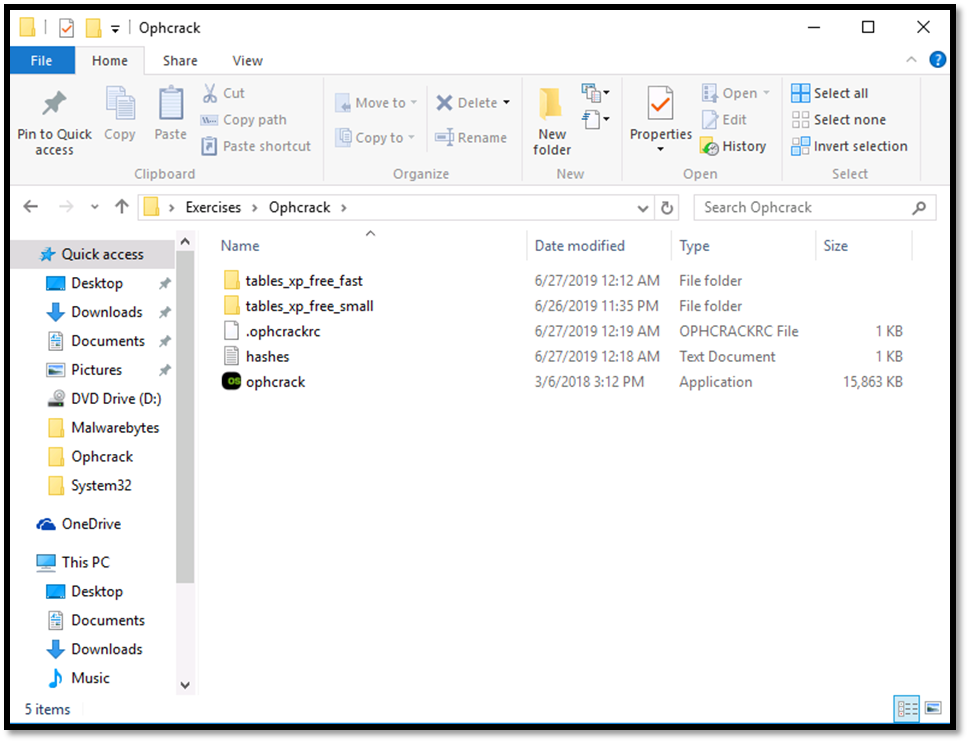 Ophcrack
File Home Share View
Pin to Quick access
Copy
Paste
Cut
Copy path
Paste shortcut
Clipboard
Move to
Copy to
Delete
Rename
Organize
New folder
New
Properties
Open
Edit
History
Open
Select all
Select none
Invert selection
Select
Exercises Ophcrack
Search Ophcrack
Quick access
Desktop
Downloads
Documents
Pictures
DVD Drive (D:)
Malwarebytes
Ophcrack
System32
OneDrive
This PC
Desktop
Documents
Downloads
Music
Name Date modified Type Size
tables_xp_free_fast 6/27/2019 12:12 AM File folder
tables_xp_free_small 6/26/2019 11:35 PM File folder
.ophcrackrc 6/27/2019 12:19 AM OPHCRACKRC File 1 KB
hashes 6/27/2019 12:18 AM Text Document 1 KB
OS ophcrack 3/6/2018 3:12 PM Application 15,863 KB
5 items